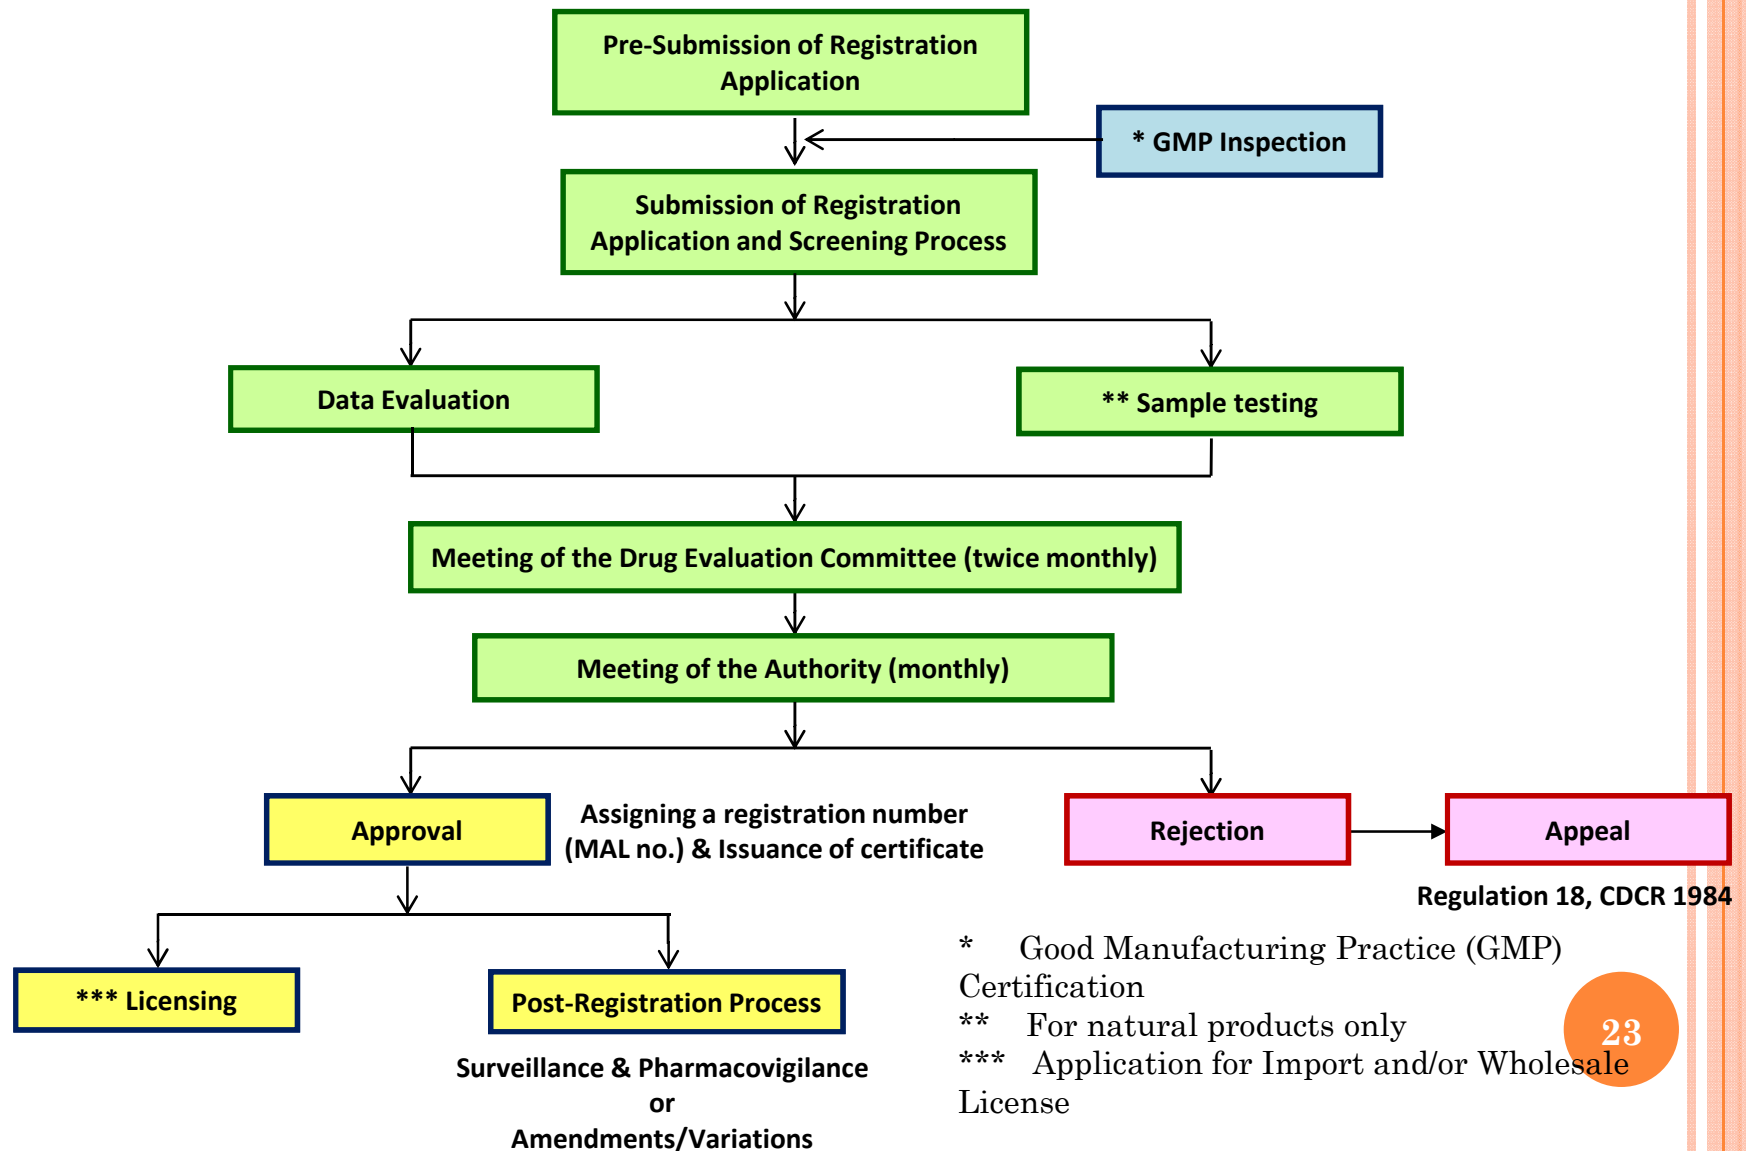 Pre-Submission of Registration
Application
* GMP Inspection
Submission of Registration
Application and Screening Process
Data Evaluation
** Sample testing
Meeting of the Drug Evaluation Committee (twice monthly)
Meeting of the Authority (monthly)
Approval
Assigning a registration number
(MAL no.) & Issuance of certificate
Rejection
Appeal
Regulation 18, CDCR 1984
*** Licensing
Post-Registration Process
Surveillance & Pharmacovigilance
or
Amendments/Variations
* Good Manufacturing Practice (GMP)
Certification
** For natural products only
*** Application for Import and/or Wholesale
License
23